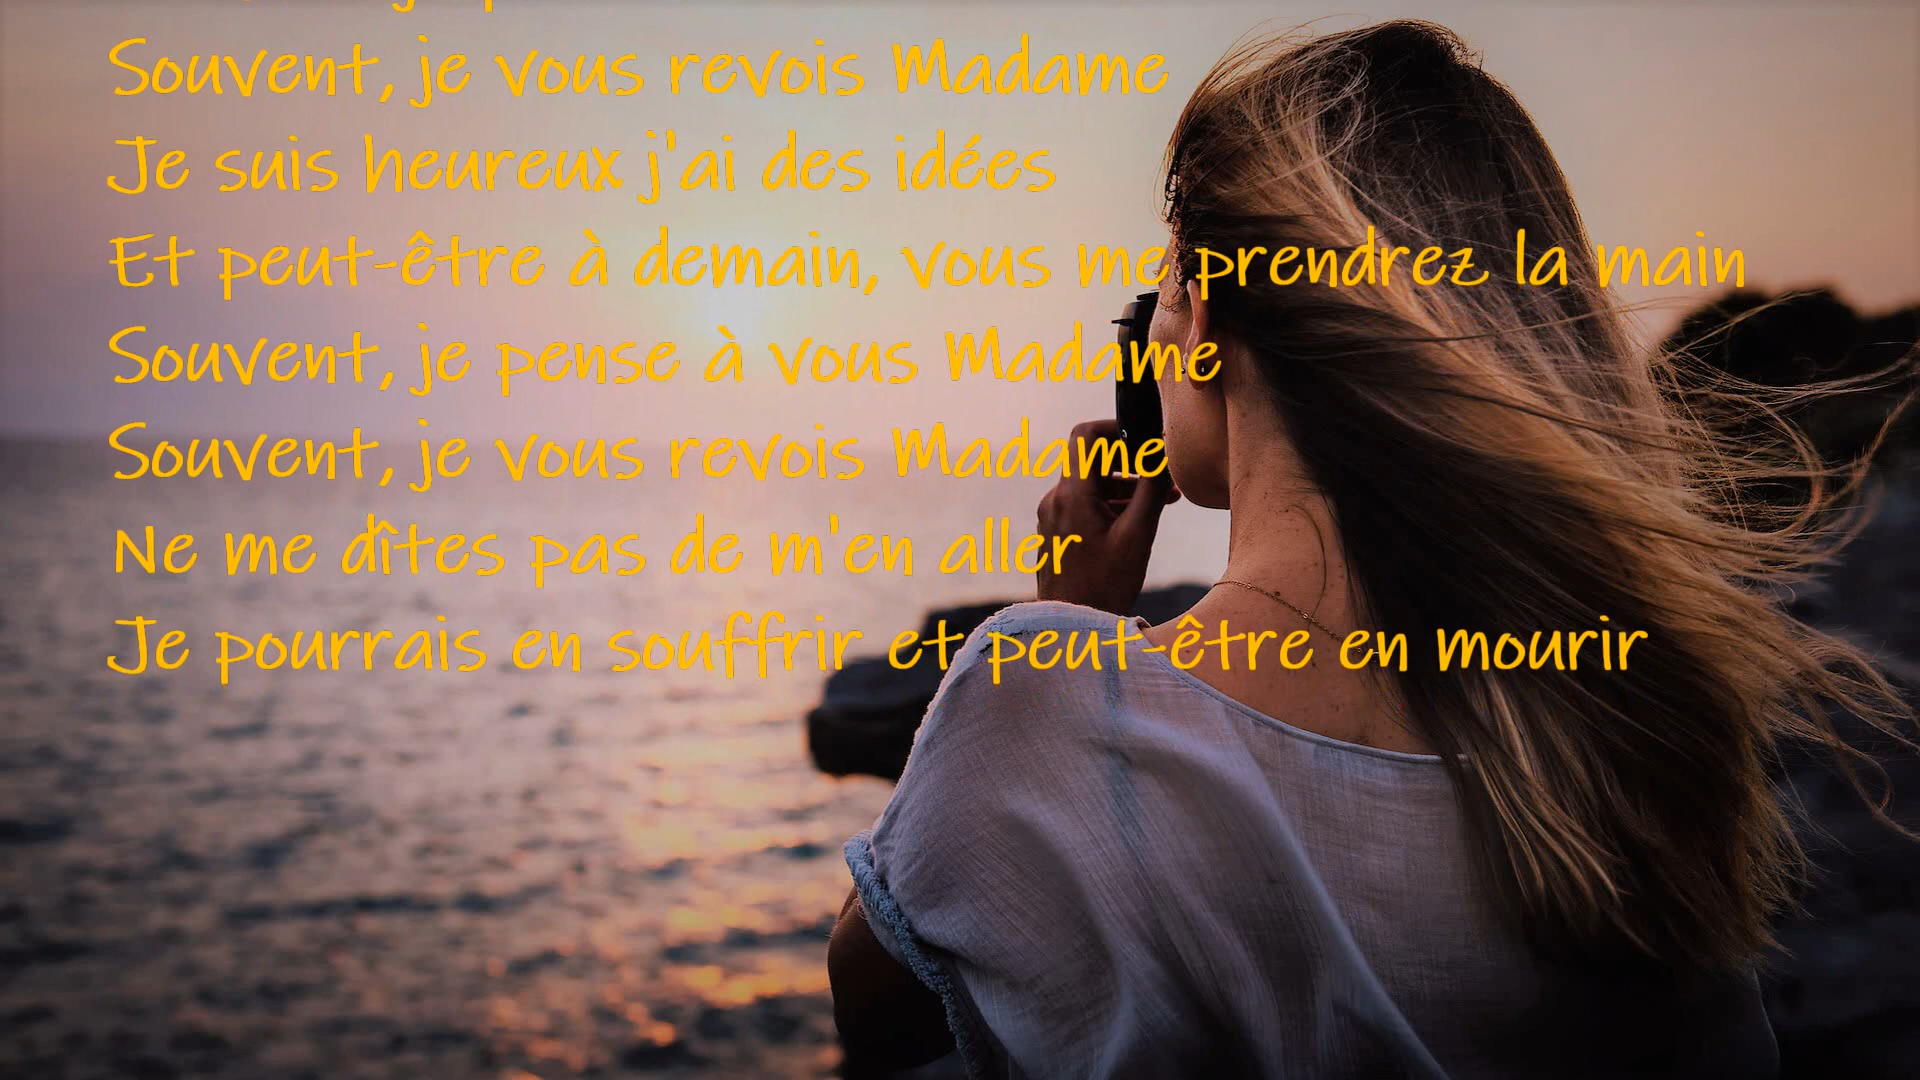 Souvent, je vous revois Madame
Je suis heureux j'ai des idées
Et peut-être à demain, vous me prendrez la main
Souvent, je pense à vous Madame
Souvent, je vous revois Madame
Ne me dîtes pas de m'en aller
Je pourrais en souffrir et peut-être en mourir